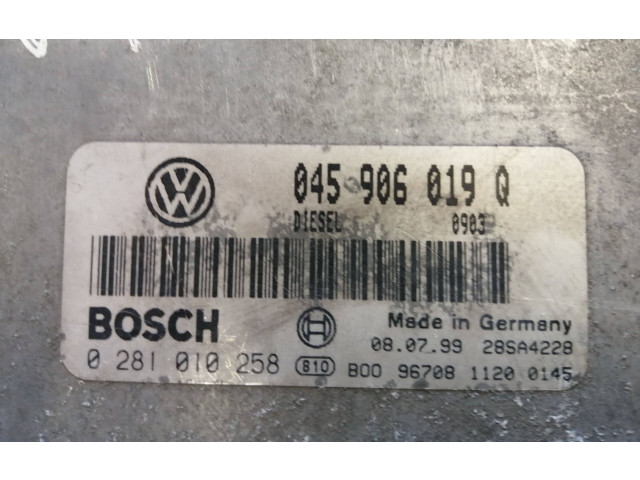 045 906 019 Q
DIESEL 0903
BOSCH
Made in Germany
08.07.99 28SA4228
0 281 010 258 810 B00 96708 1120 0145